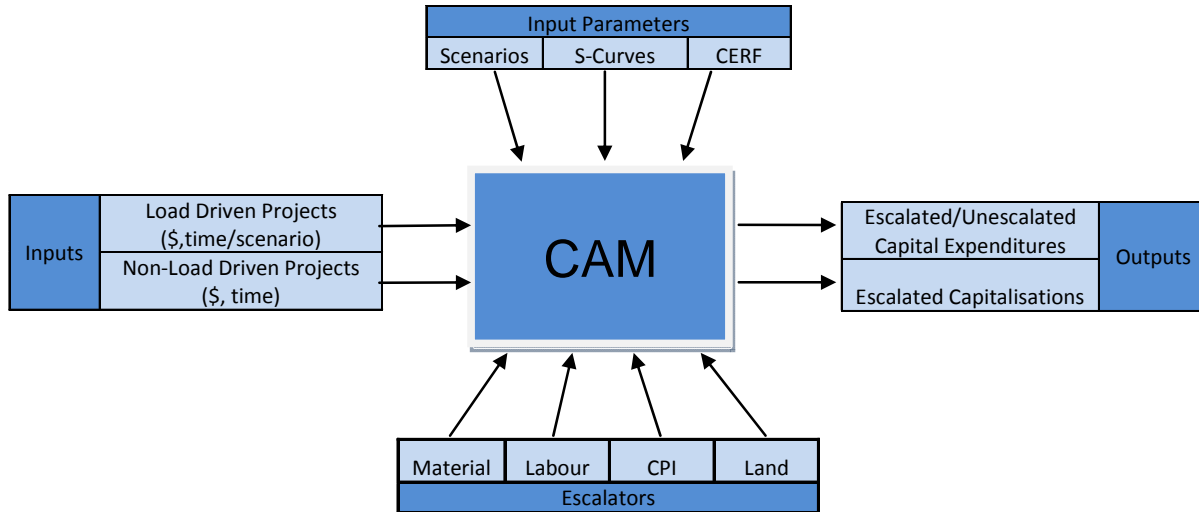 Input Parameters
Scenarios
S-Curves
CERF
Inputs
Load Driven Projects
($,time/scenario)
Non-Load Driven Projects
($, time)
CAM
Escalated/Unescalated
Capital Expenditures
Escalated Capitalisations
Outputs
Material
Labour
CPI
Land
Escalators